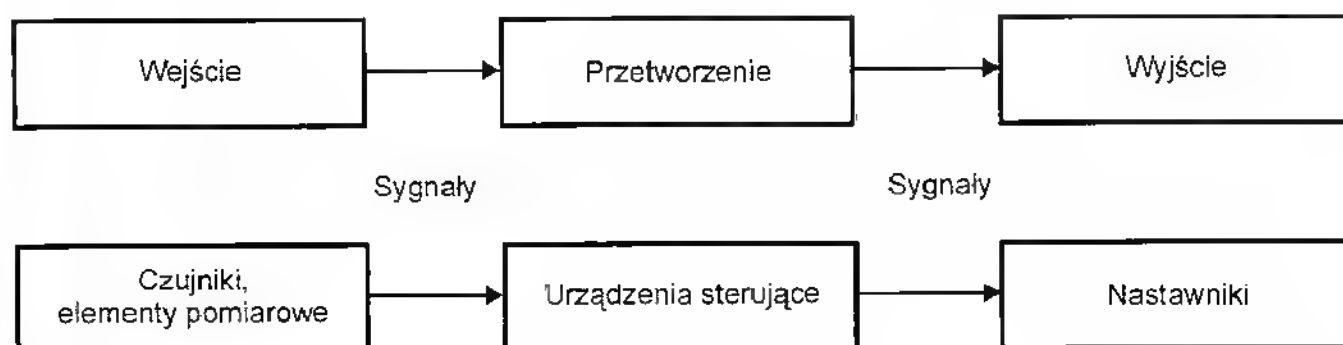 Wejście
Przetworzenie
Wyjście
Sygnały
Sygnały
Czujniki,
elementy pomiarowe
Urządzenia sterujące
Nastawniki